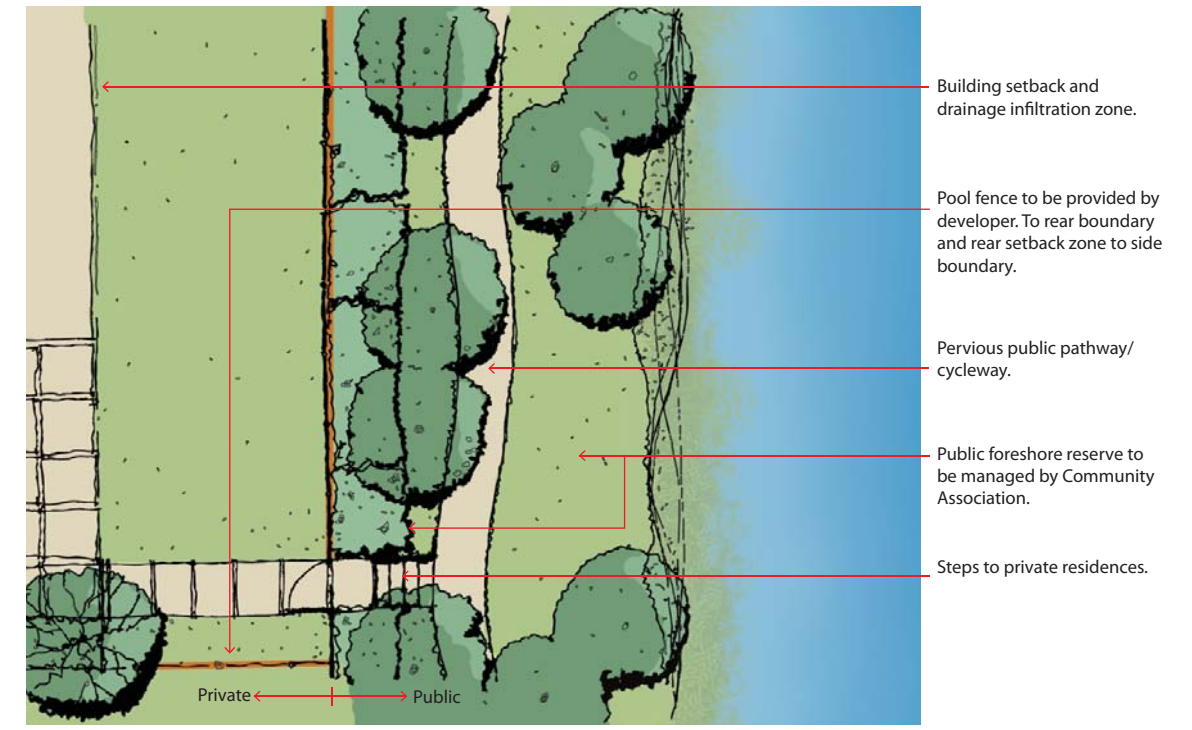 Building setback and
drainage infiltration zone.
Pool fence to be provided by
developer. To rear boundary
and rear setback zone to side
boundary.
Pervious public pathway/
cycleway.
Public foreshore reserve to
be managed by Community
Association.
Steps to private residences.
Private
Public